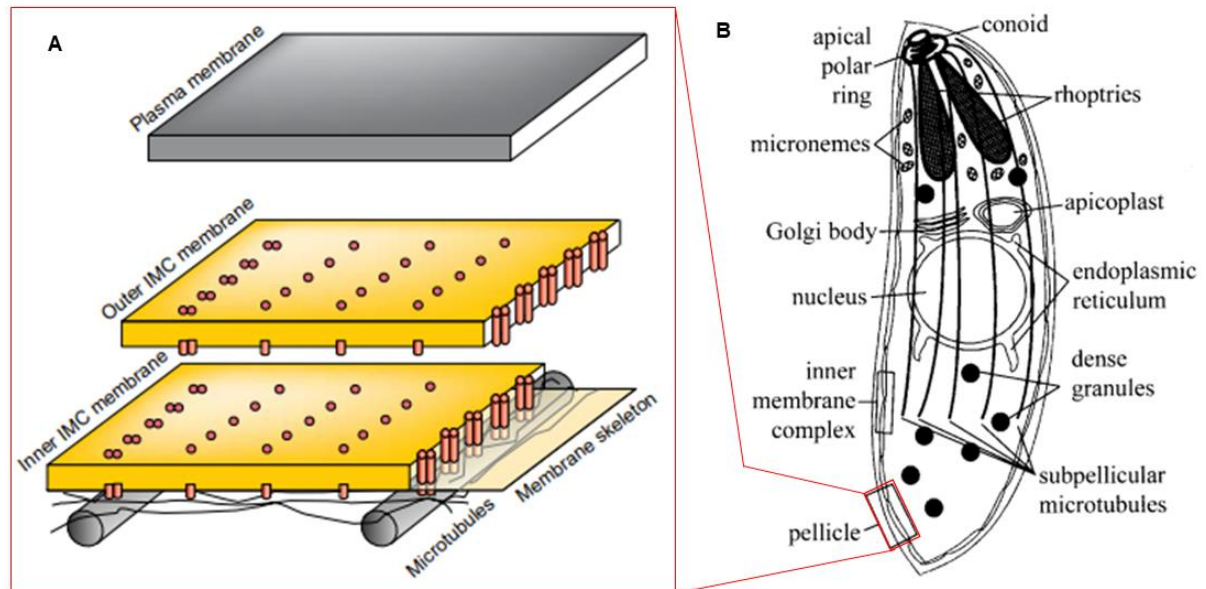 A
Plasma membrane
Outer IMC membrane
Inner IMC membrane
Microtubules
Membrane skeleton
B
conoid
apical
polar
ring
rhoptries
micronemes
apicoplast
Golgi body
endoplasmic
reticulum
nucleus
dense
granules
inner
membrane
complex
subpellicular
microtubules
pellicle